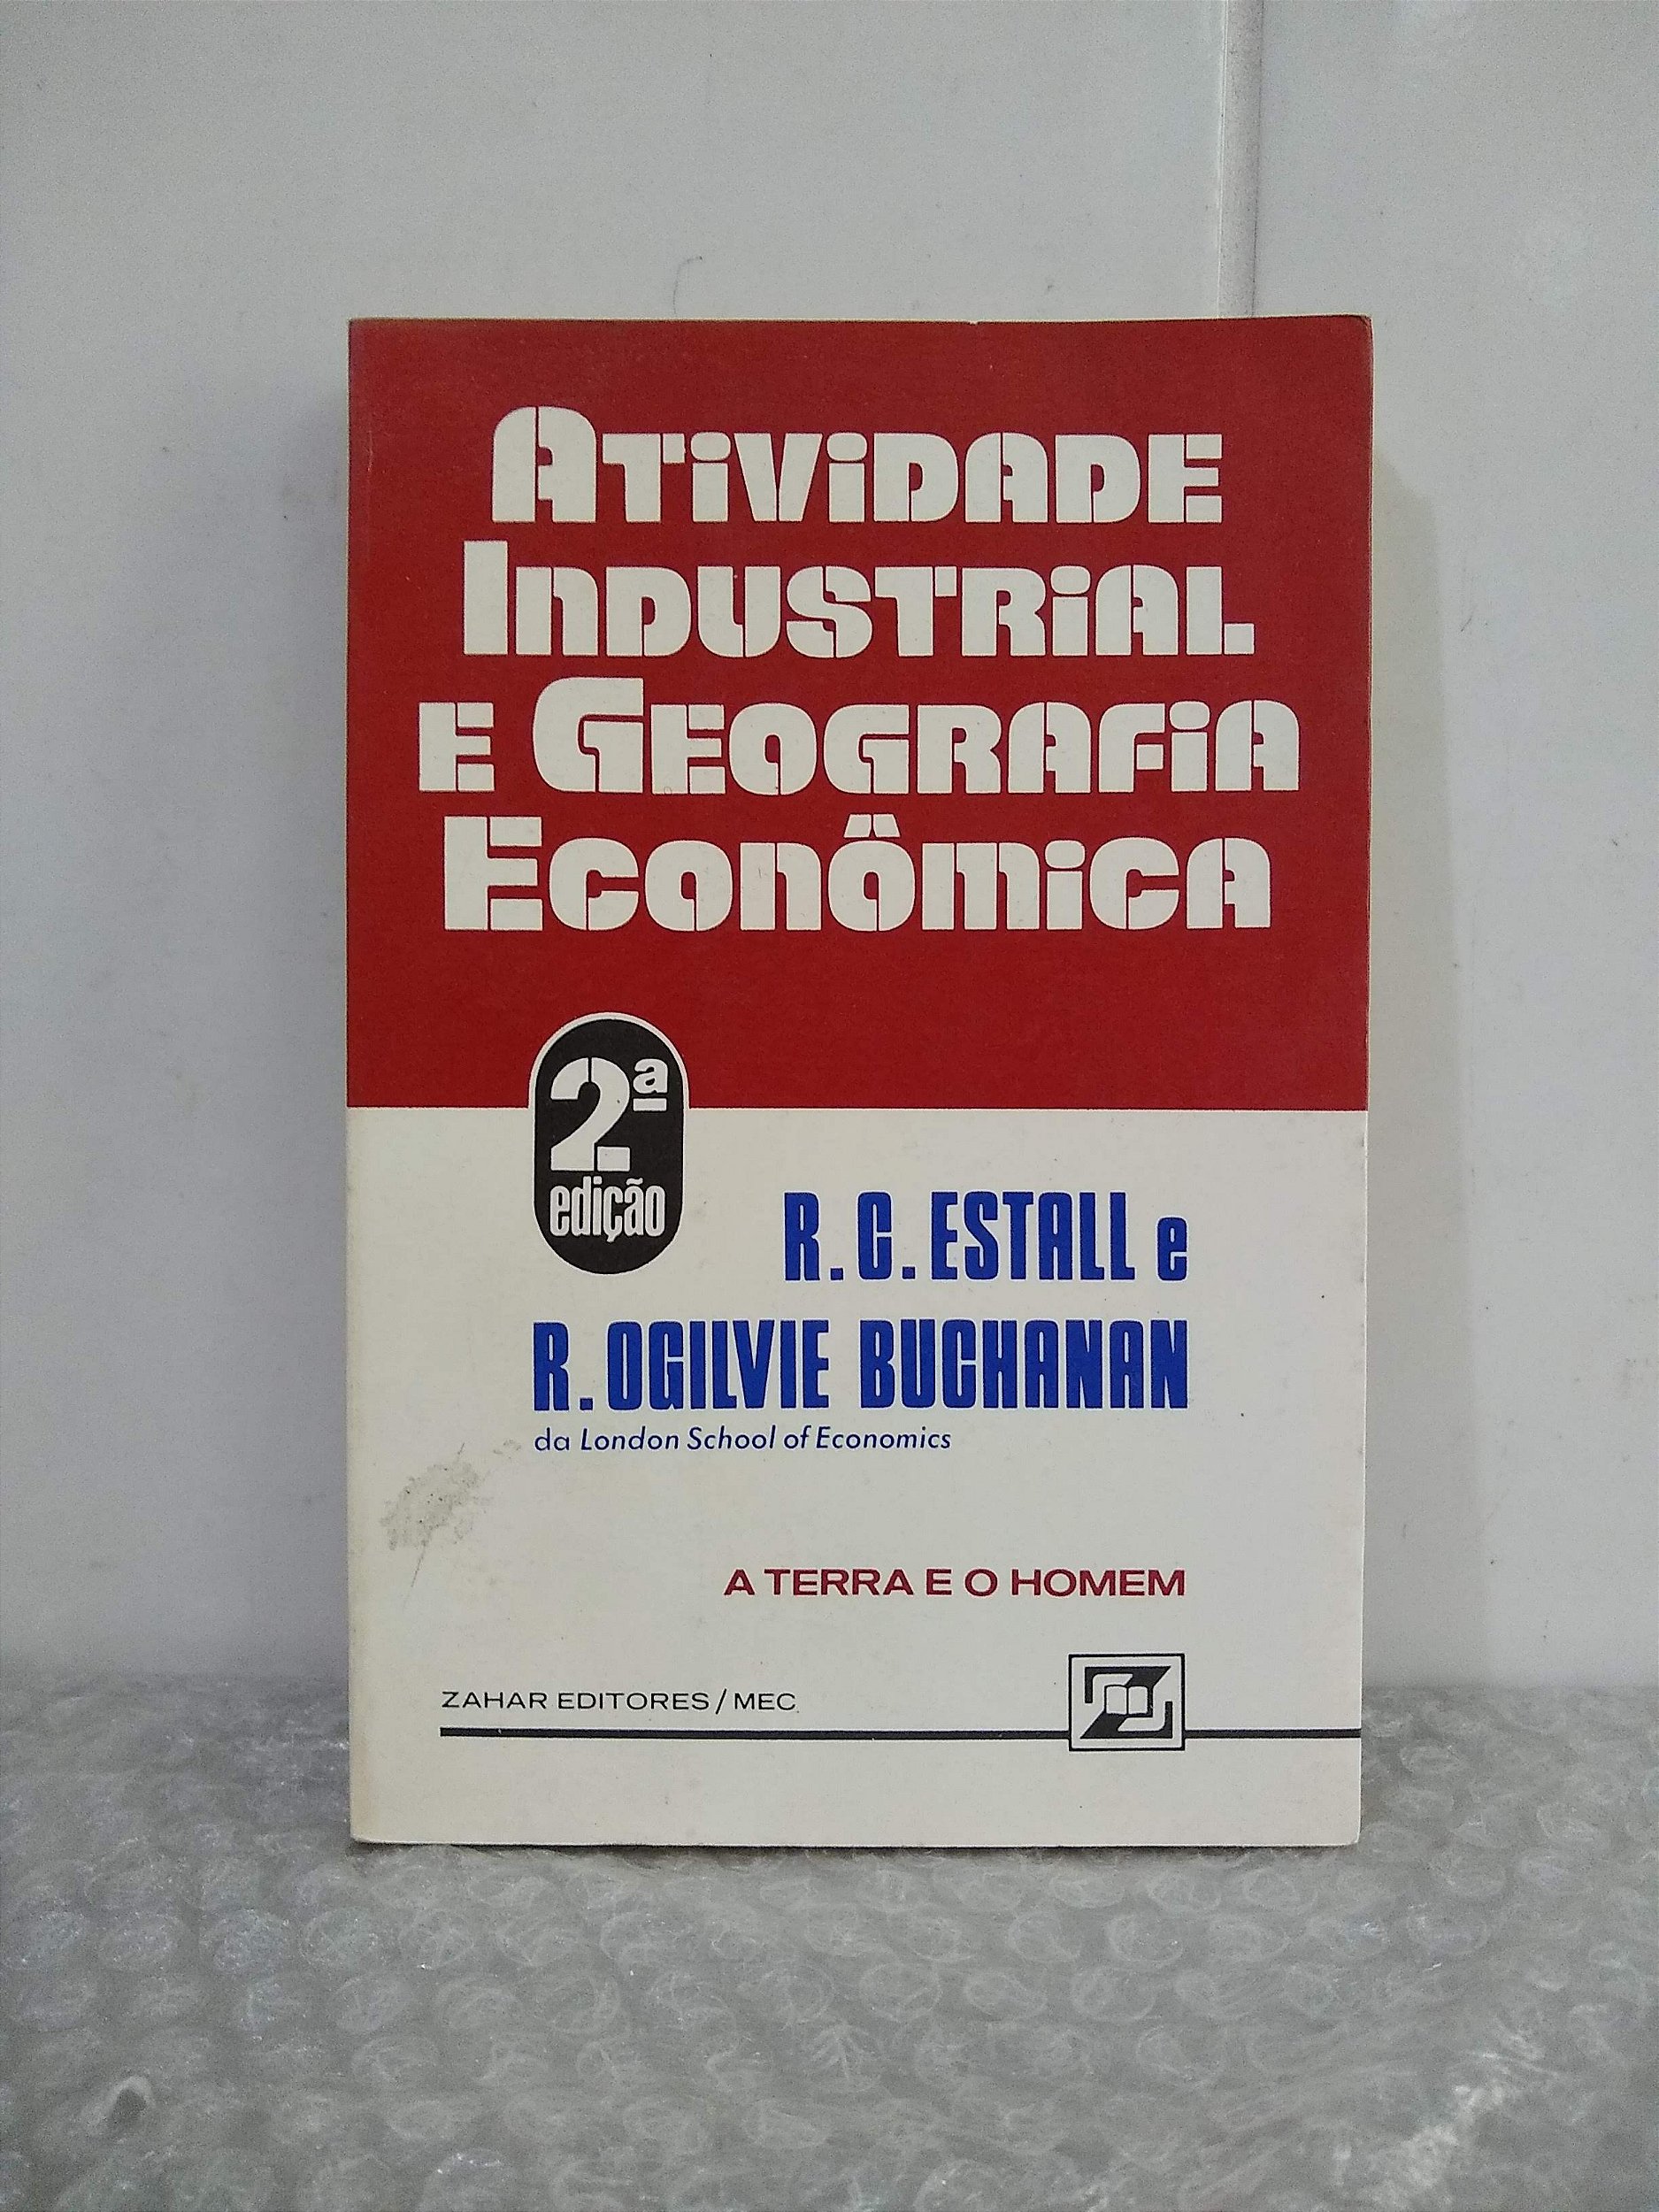 ATIVIDADE
INDUSTRIAL
E GEOGRAFIA
ECONÔMICA
2ª
edição
R. C. ESTALL e
R. OGILVIE BUCHANAN
da London School of Economics
A TERRA E O HOMEM
ZAHAR EDITORES / MEC